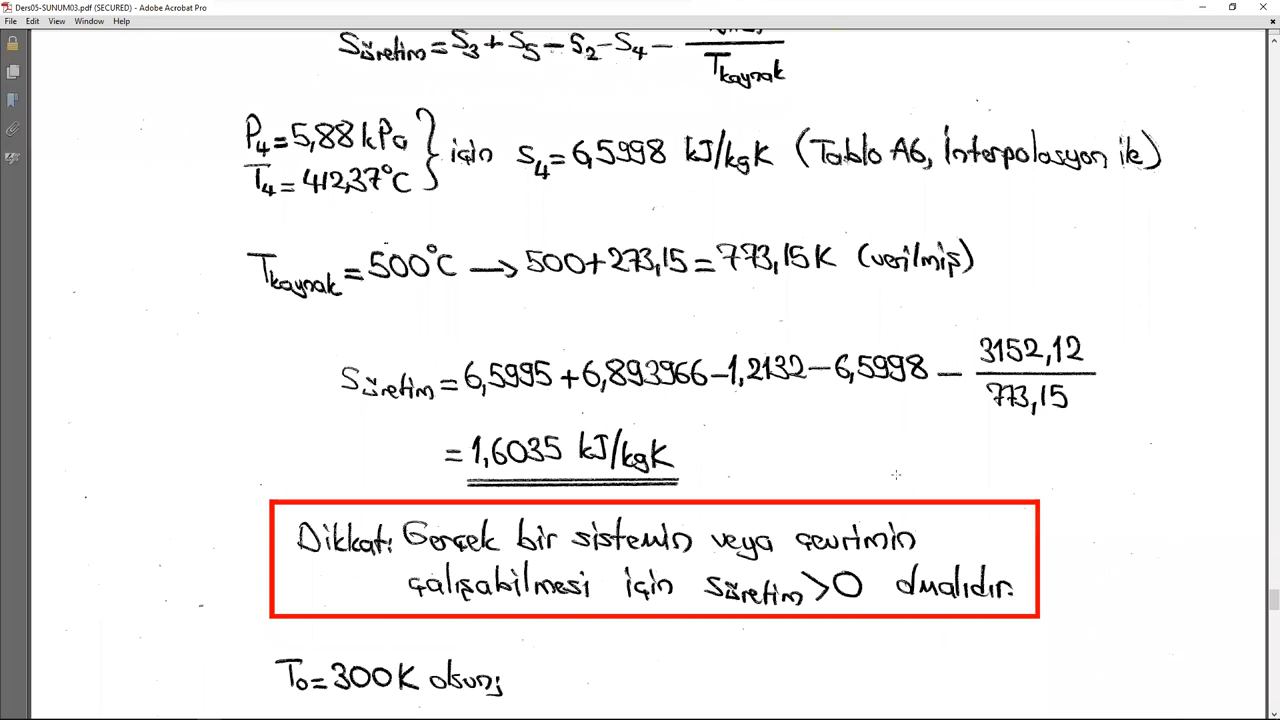 Ders05-SUNUM03.pdf (SECURED) - Adobe Acrobat Pro
File Edit View Window Help
Süretim = S3 + S5 - S2 - S4 -
Tkaynak
P4 = 5,88 kPa
T4 = 412,37°C
için S4 = 6,5998 kJ/kgK (Tablo A6, İnterpolasyon ile)
Tkaynak = 500°C → 500 + 273,15 = 773,15 K (verilmiş)
Süretim = 6,5995 + 6,893966 - 1,2132 - 6,5998 - 3152,12 / 773,15
= 1,6035 kJ/kgK
Dikkat: Gerçek bir sistemin veya çevrimin
çalışabilmesi için Süretim > 0 olmalıdır.
T0 = 300 K olsun;